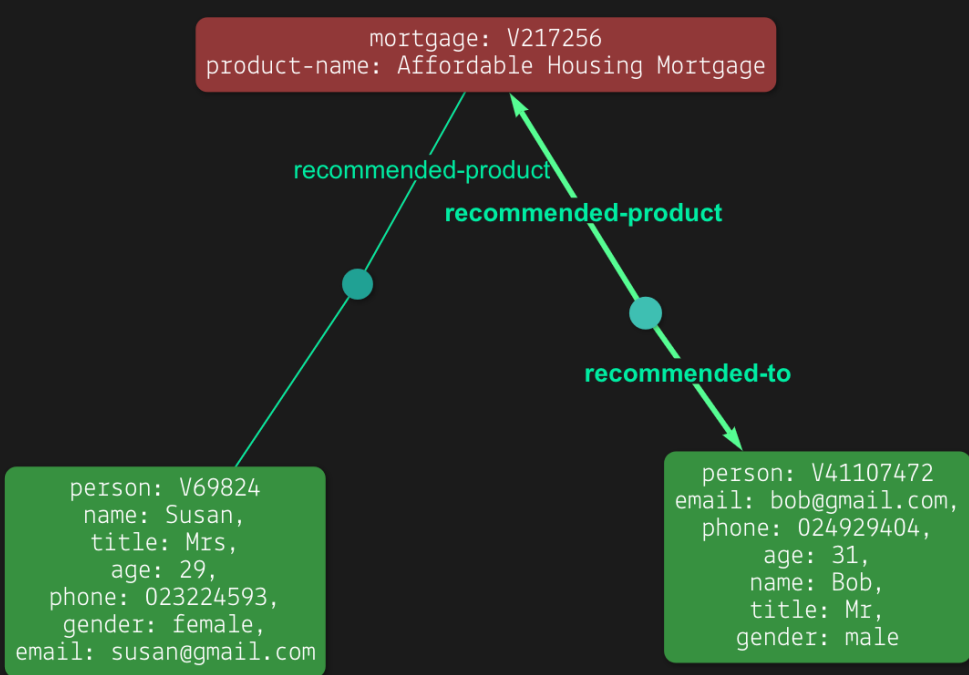 mortgage: V217256
product-name: Affordable Housing Mortgage
recommended-product
recommended-product
recommended-to
person: V69824
name: Susan,
title: Mrs,
age: 29,
phone: 023224593,
gender: female,
email: susan@gmail.com
person: V41107472
email: bob@gmail.com,
phone: 024929404,
age: 31,
name: Bob,
title: Mr,
gender: male